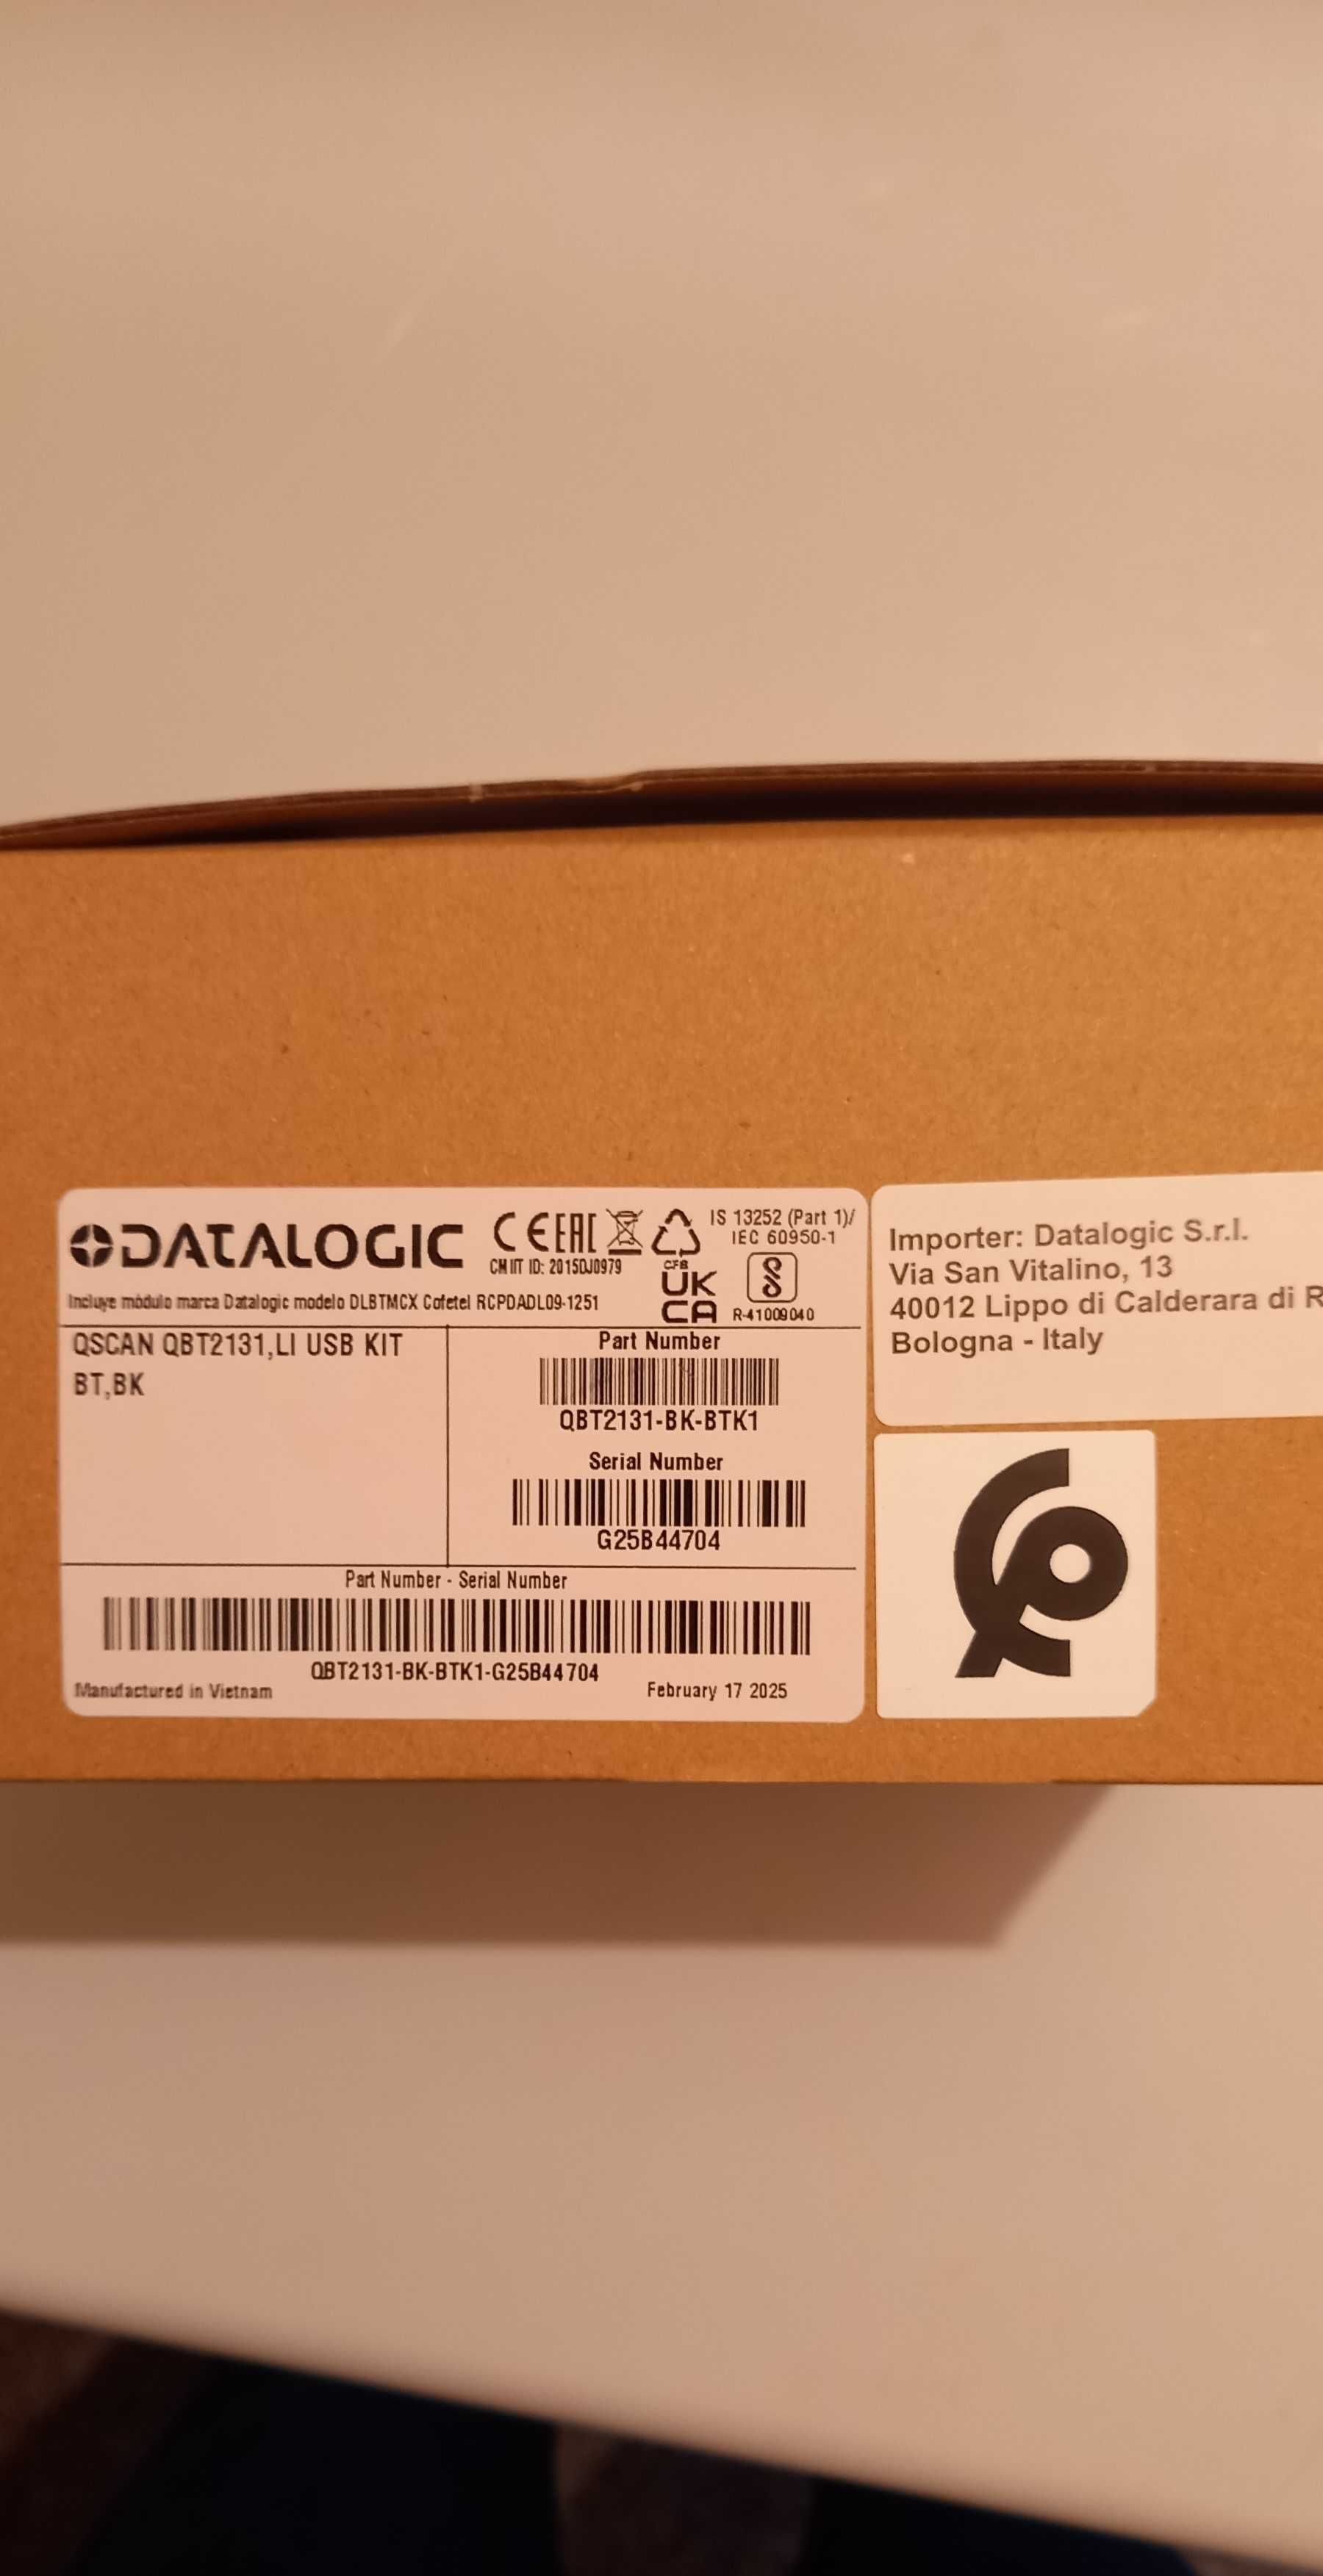 DATALOGIC
CE EAC
CMIIT ID: 2015DJ0979
IS 13252 (Part 1)/
IEC 60950-1
CFB
UK
CA
R-41009040
Incluye módulo marca Datalogic modelo DLBTMCX Cofetel RCPDADL09-1251
QSCAN QBT2131,LI USB KIT
BT,BK
Part Number
QBT2131-BK-BTK1
Serial Number
G25B44704
Part Number - Serial Number
QBT2131-BK-BTK1-G25B44704
Manufactured in Vietnam
February 17 2025
Importer: Datalogic S.r.l.
Via San Vitalino, 13
40012 Lippo di Calderara di R
Bologna - Italy